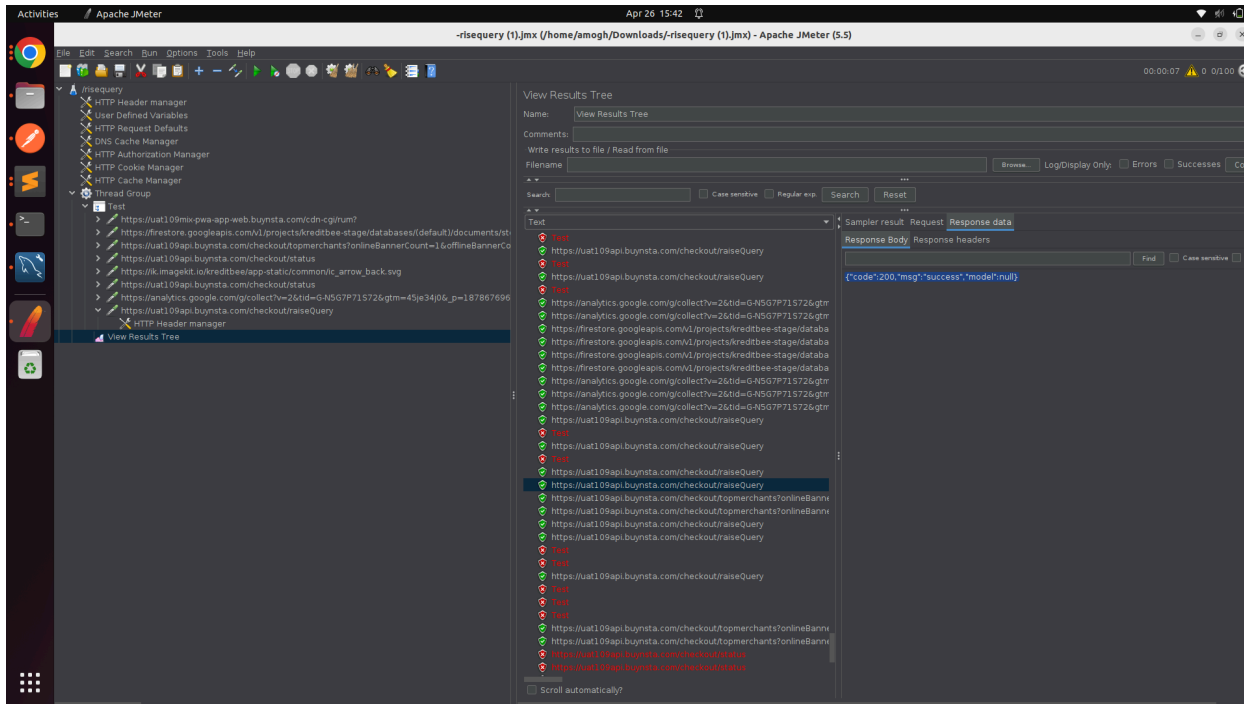 Activities
Apache JMeter
Apr 26 15:42
-risequery (1).jmx (/home/amogh/Downloads/-risequery (1).jmx) - Apache JMeter (5.5)
File Edit Search Run Options Tools Help
00:00:07 0 0/100
/risequery
HTTP Header manager
User Defined Variables
HTTP Request Defaults
DNS Cache Manager
HTTP Authorization Manager
HTTP Cookie Manager
HTTP Cache Manager
Thread Group
Test
https://uat109mix-pwa-app-web.buynsta.com/cdn-cgi/rum?
https://firestore.googleapis.com/v1/projects/kreditbee-stage/databases/(default)/documents/st
https://uat109api.buynsta.com/checkout/topmerchants?onlineBannerCount=1&offlineBannerCo
https://uat109api.buynsta.com/checkout/status
https://ik.imagekit.io/kreditbee/app-static/common/ic_arrow_back.svg
https://uat109api.buynsta.com/checkout/status
https://analytics.google.com/g/collect?v=2&tid=G-N5G7P71S72&gtm=45je34j0&_p=187867696
https://uat109api.buynsta.com/checkout/raiseQuery
HTTP Header manager
View Results Tree
View Results Tree
Name: View Results Tree
Comments:
Write results to file / Read from file
Filename Browse... Log/Display Only: Errors Successes Co
Search: Case sensitive Regular exp. Search Reset
Text
Test
https://uat109api.buynsta.com/checkout/raiseQuery
Test
https://uat109api.buynsta.com/checkout/raiseQuery
Test
https://analytics.google.com/g/collect?v=2&tid=G-N5G7P71S72&gtm
https://analytics.google.com/g/collect?v=2&tid=G-N5G7P71S72&gtm
https://firestore.googleapis.com/v1/projects/kreditbee-stage/databa
https://firestore.googleapis.com/v1/projects/kreditbee-stage/databa
https://firestore.googleapis.com/v1/projects/kreditbee-stage/databa
https://firestore.googleapis.com/v1/projects/kreditbee-stage/databa
https://analytics.google.com/g/collect?v=2&tid=G-N5G7P71S72&gtm
https://analytics.google.com/g/collect?v=2&tid=G-N5G7P71S72&gtm
https://analytics.google.com/g/collect?v=2&tid=G-N5G7P71S72&gtm
https://uat109api.buynsta.com/checkout/raiseQuery
Test
https://uat109api.buynsta.com/checkout/raiseQuery
Test
https://uat109api.buynsta.com/checkout/raiseQuery
https://uat109api.buynsta.com/checkout/raiseQuery
https://uat109api.buynsta.com/checkout/topmerchants?onlineBanne
https://uat109api.buynsta.com/checkout/topmerchants?onlineBanne
https://uat109api.buynsta.com/checkout/raiseQuery
https://uat109api.buynsta.com/checkout/raiseQuery
Test
Test
https://uat109api.buynsta.com/checkout/raiseQuery
Test
Test
Test
https://uat109api.buynsta.com/checkout/topmerchants?onlineBanne
https://uat109api.buynsta.com/checkout/topmerchants?onlineBanne
https://uat109api.buynsta.com/checkout/status
https://uat109api.buynsta.com/checkout/status
Scroll automatically?
Sampler result Request Response data
Response Body Response headers
Find Case sensitive
{"code":200,"msg":"success","model":null}